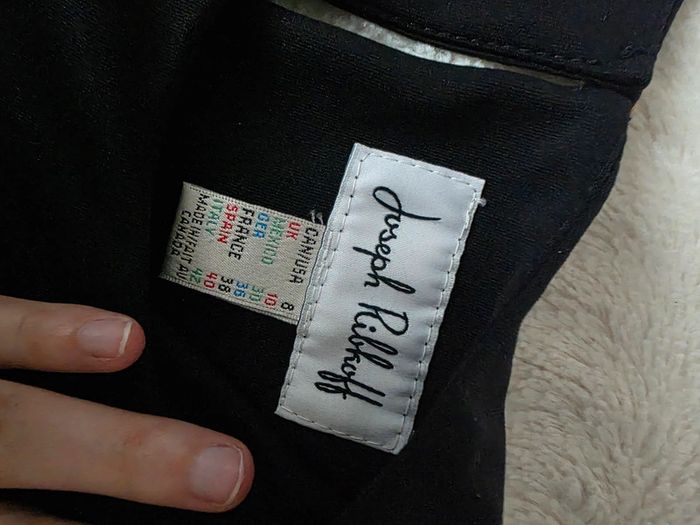 Joseph Ribkoff
CAN/USA 8
UK 10
MEXICO 30
GER 36
FRANCE 38
SPAIN 40
ITALY 42
MADE IN/FAIT AU
CANADA